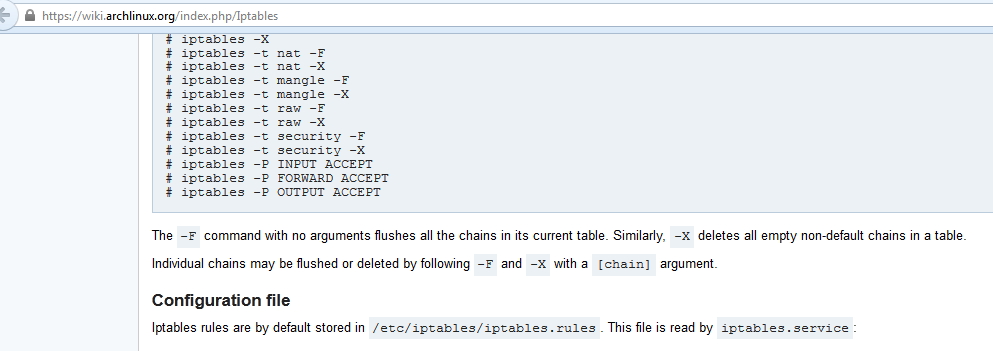 https://wiki.archlinux.org/index.php/Iptables
# iptables -X
# iptables -t nat -F
# iptables -t nat -X
# iptables -t mangle -F
# iptables -t mangle -X
# iptables -t raw -F
# iptables -t raw -X
# iptables -t security -F
# iptables -t security -X
# iptables -P INPUT ACCEPT
# iptables -P FORWARD ACCEPT
# iptables -P OUTPUT ACCEPT
The -F command with no arguments flushes all the chains in its current table. Similarly, -X deletes all empty non-default chains in a table.
Individual chains may be flushed or deleted by following -F and -X with a [chain] argument.
Configuration file
Iptables rules are by default stored in /etc/iptables/iptables.rules . This file is read by iptables.service :